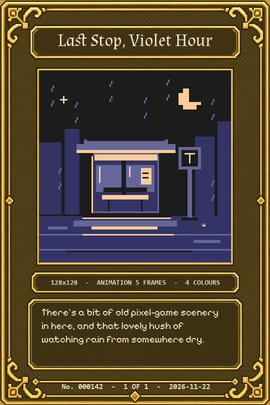 Last Stop, Violet Hour
T
128x128 - ANIMATION 5 FRAMES - 4 COLOURS
There's a bit of old pixel-game scenery
in here, and that lovely hush of
watching rain from somewhere dry.
No. 000142 - 1 OF 1 - 2026-11-22